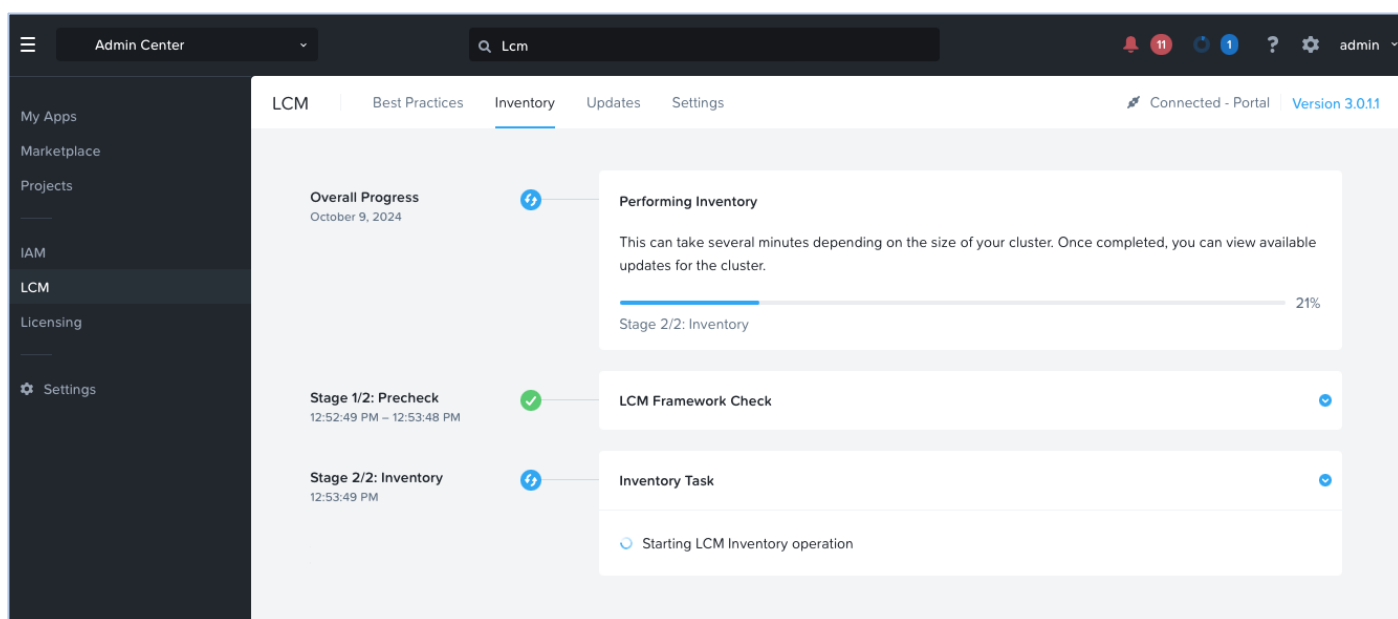 Admin Center
Lcm
11
1
?
admin
My Apps
Marketplace
Projects
IAM
LCM
Licensing
Settings
LCM
Best Practices
Inventory
Updates
Settings
Connected - Portal
Version 3.0.1.1
Overall Progress
October 9, 2024
Performing Inventory
This can take several minutes depending on the size of your cluster. Once completed, you can view available
updates for the cluster.
21%
Stage 2/2: Inventory
Stage 1/2: Precheck
12:52:49 PM – 12:53:48 PM
LCM Framework Check
Stage 2/2: Inventory
12:53:49 PM
Inventory Task
Starting LCM Inventory operation